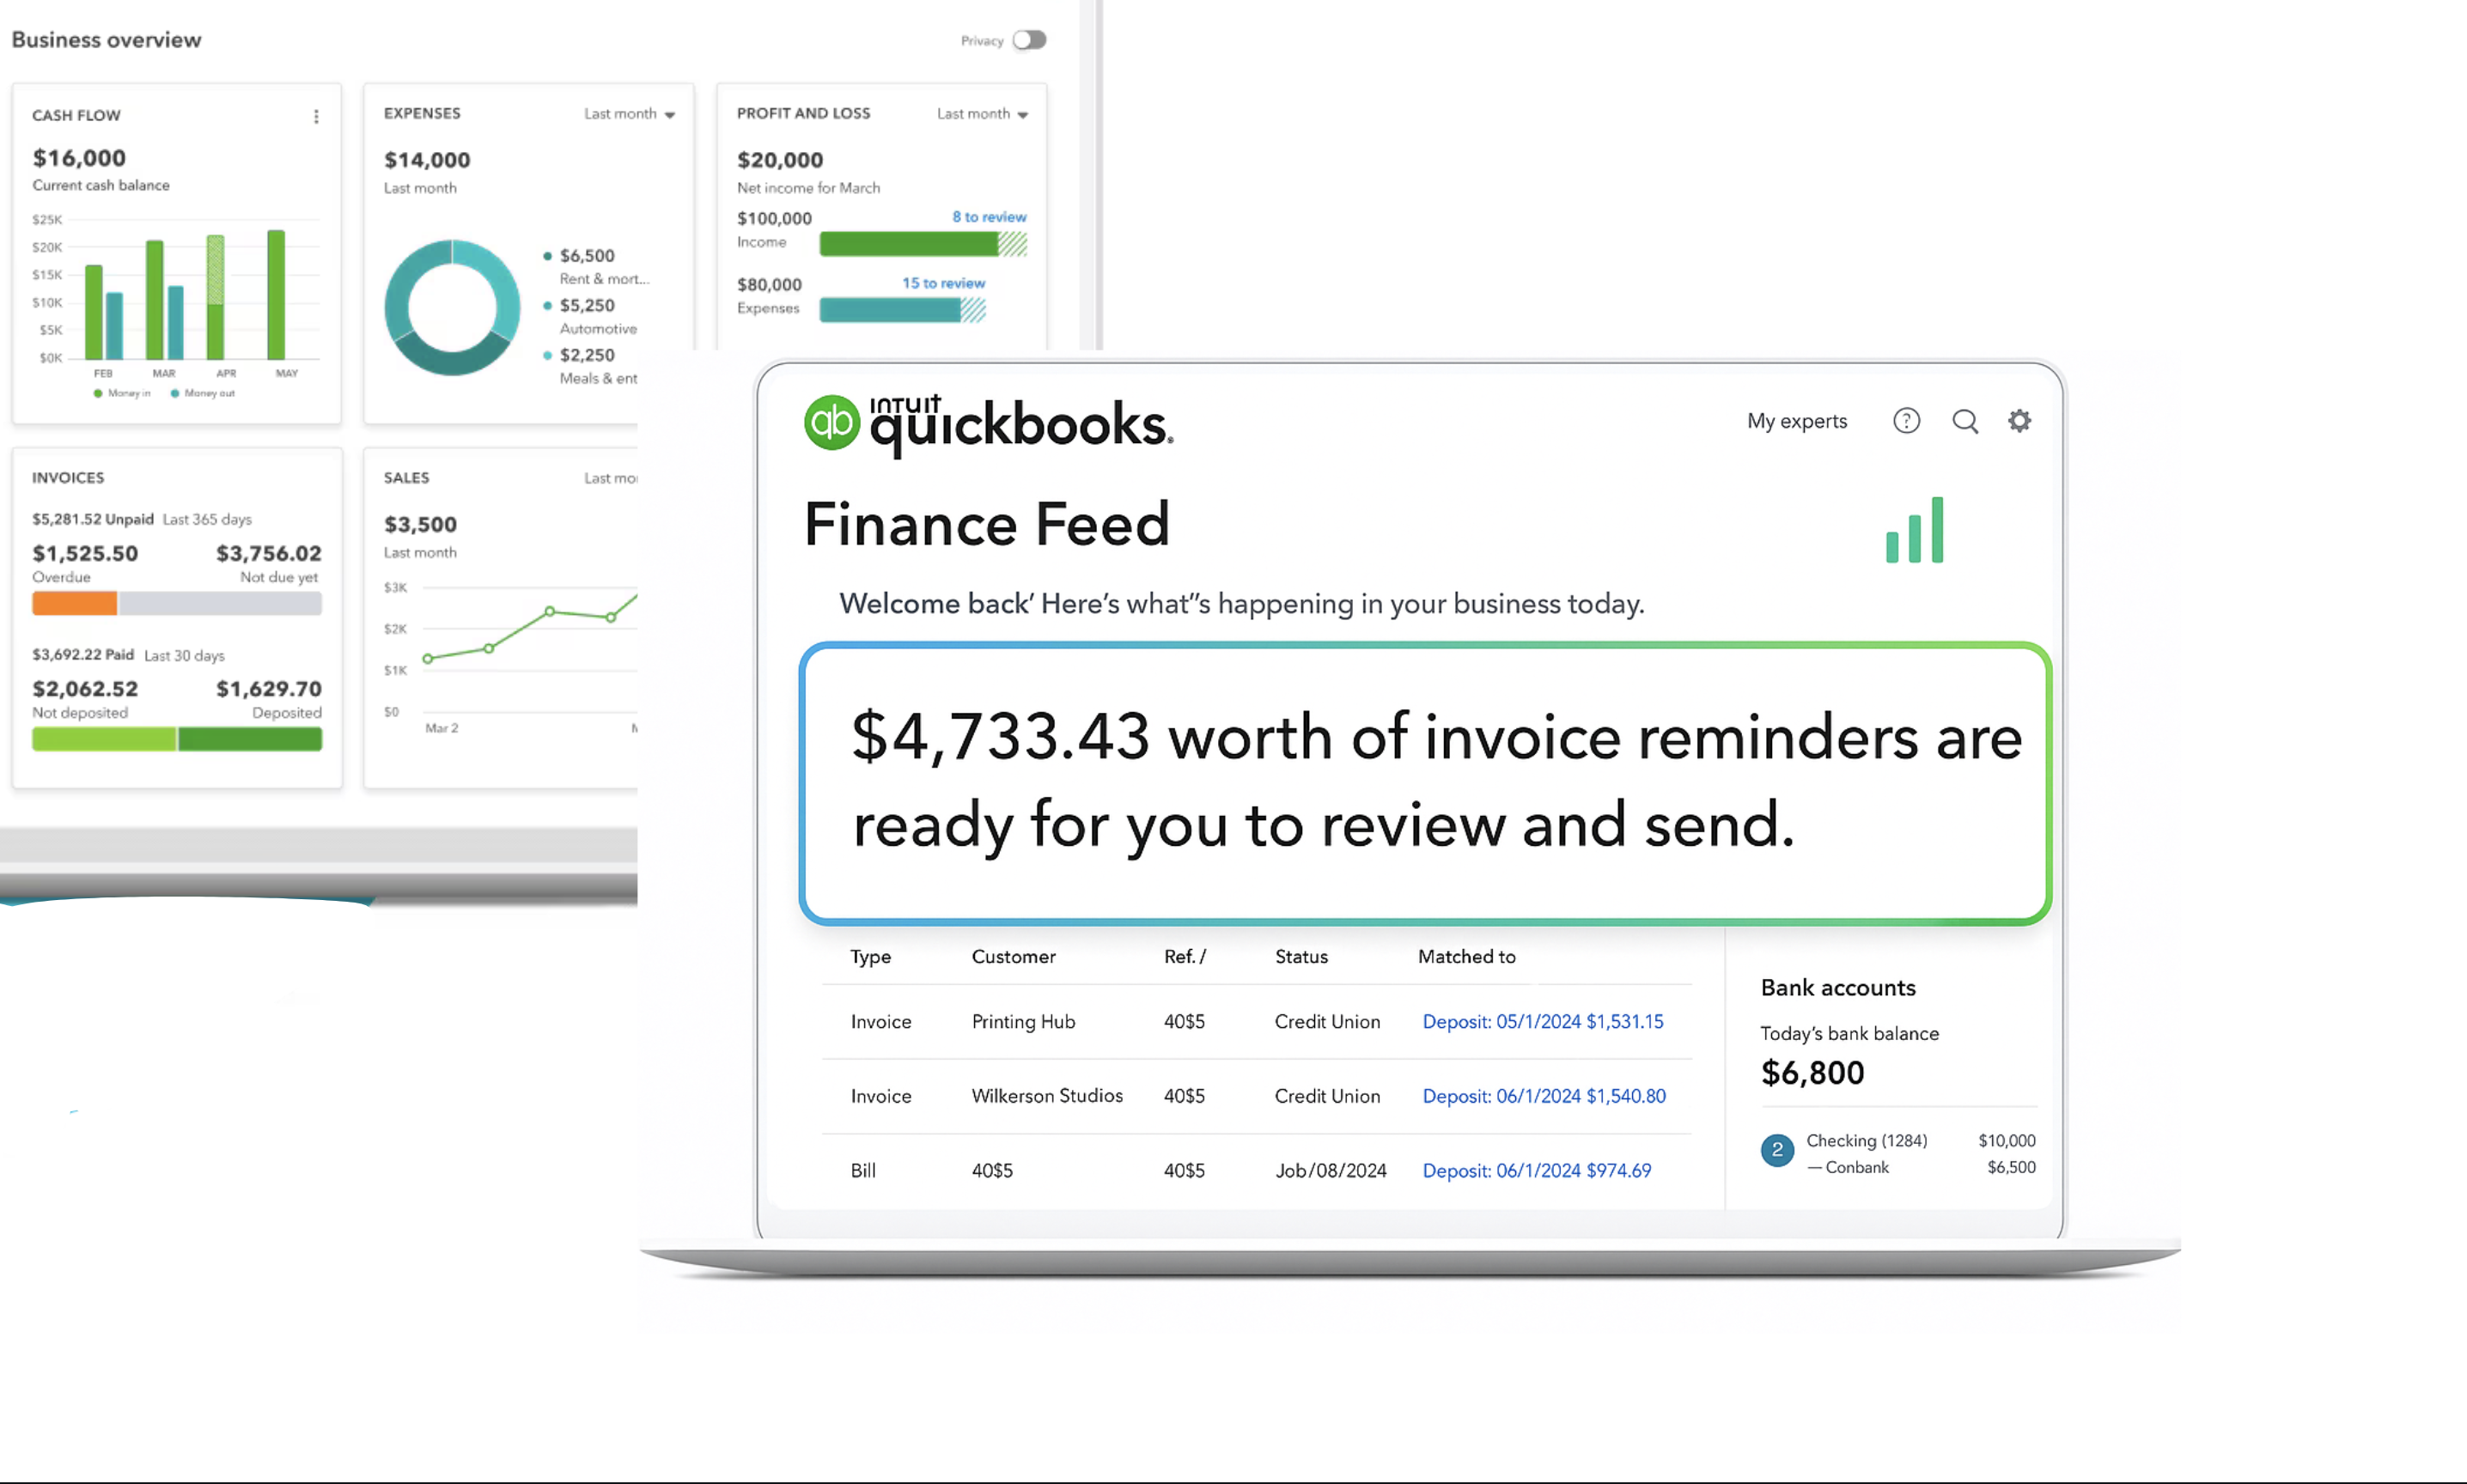 Business overview
Privacy
CASH FLOW
$16,000
Current cash balance
$25K
$20K
$15K
$10K
$5K
$0K
FEB MAR APR MAY
Money in Money out
EXPENSES Last month
$14,000
Last month
$6,500
Rent & mort...
$5,250
Automotive
$2,250
Meals & ent
PROFIT AND LOSS Last month
$20,000
Net income for March
$100,000 8 to review
Income
$80,000 15 to review
Expenses
INVOICES
$5,281.52 Unpaid Last 365 days
$1,525.50 $3,756.02
Overdue Not due yet
$3,692.22 Paid Last 30 days
$2,062.52 $1,629.70
Not deposited Deposited
SALES Last mo
$3,500
Last month
$3K
$2K
$1K
$0
Mar 2
qb INTUIT
quickbooks.
My experts ?
Finance Feed
Welcome back’ Here’s what”s happening in your business today.
$4,733.43 worth of invoice reminders are
ready for you to review and send.
Type Customer Ref. / Status Matched to
Invoice Printing Hub 40$5 Credit Union Deposit: 05/1/2024 $1,531.15
Invoice Wilkerson Studios 40$5 Credit Union Deposit: 06/1/2024 $1,540.80
Bill 40$5 40$5 Job/08/2024 Deposit: 06/1/2024 $974.69
Bank accounts
Today’s bank balance
$6,800
2 Checking (1284) $10,000
— Conbank $6,500